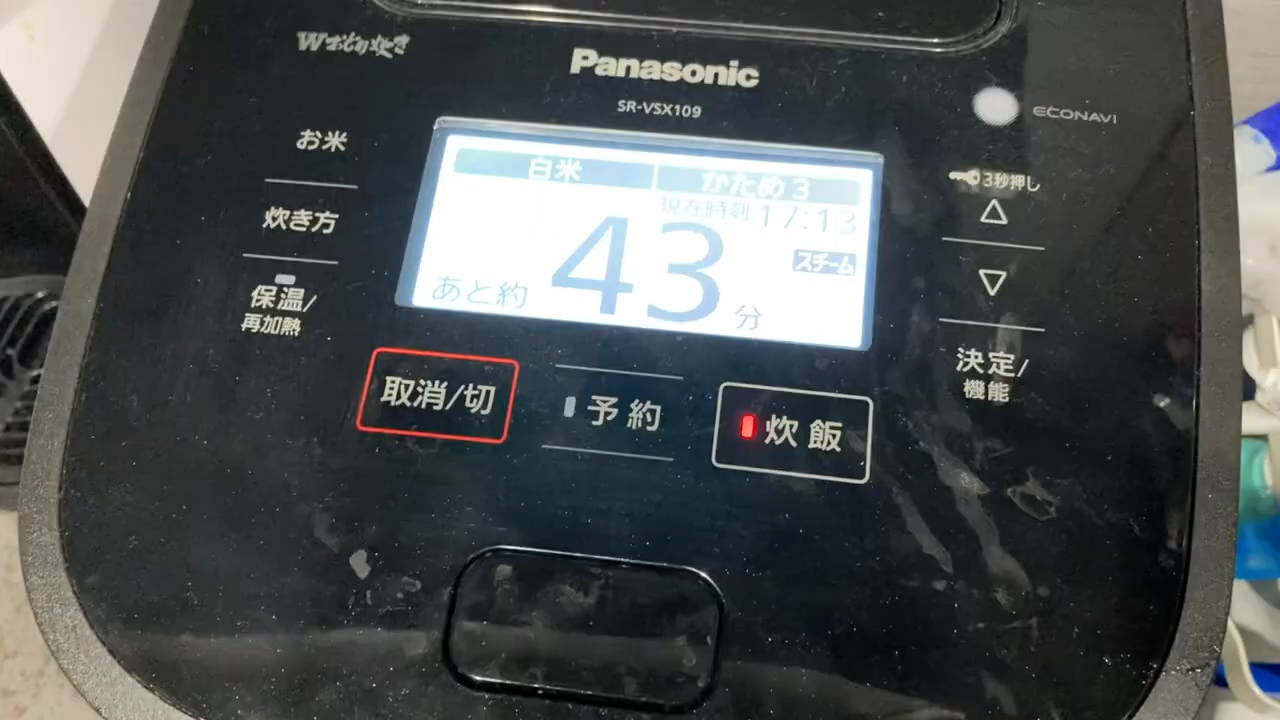 Wおどり炊き
Panasonic
SR-VSX109
ECONAVI
お米
炊き方
保温/
再加熱
白米 かため3
現在時刻 17:13
スチーム
あと約 43 分
3秒押し
決定/
機能
取消/切
予約
炊飯